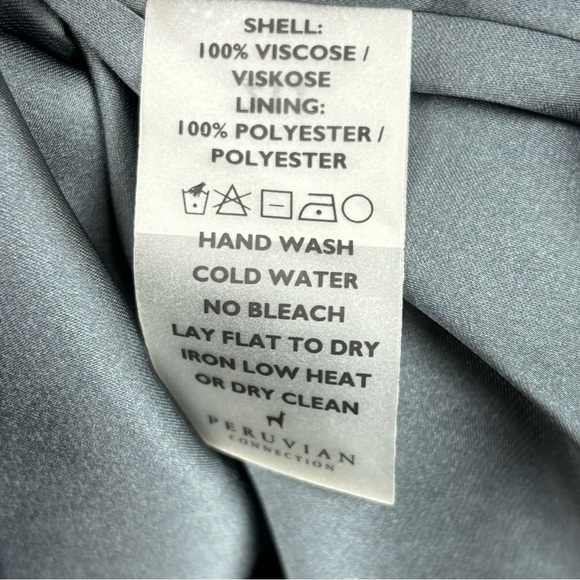 SHELL:
100% VISCOSE /
VISKOSE
LINING:
100% POLYESTER /
POLYESTER
HAND WASH
COLD WATER
NO BLEACH
LAY FLAT TO DRY
IRON LOW HEAT
OR DRY CLEAN
PERUVIAN
CONNECTION